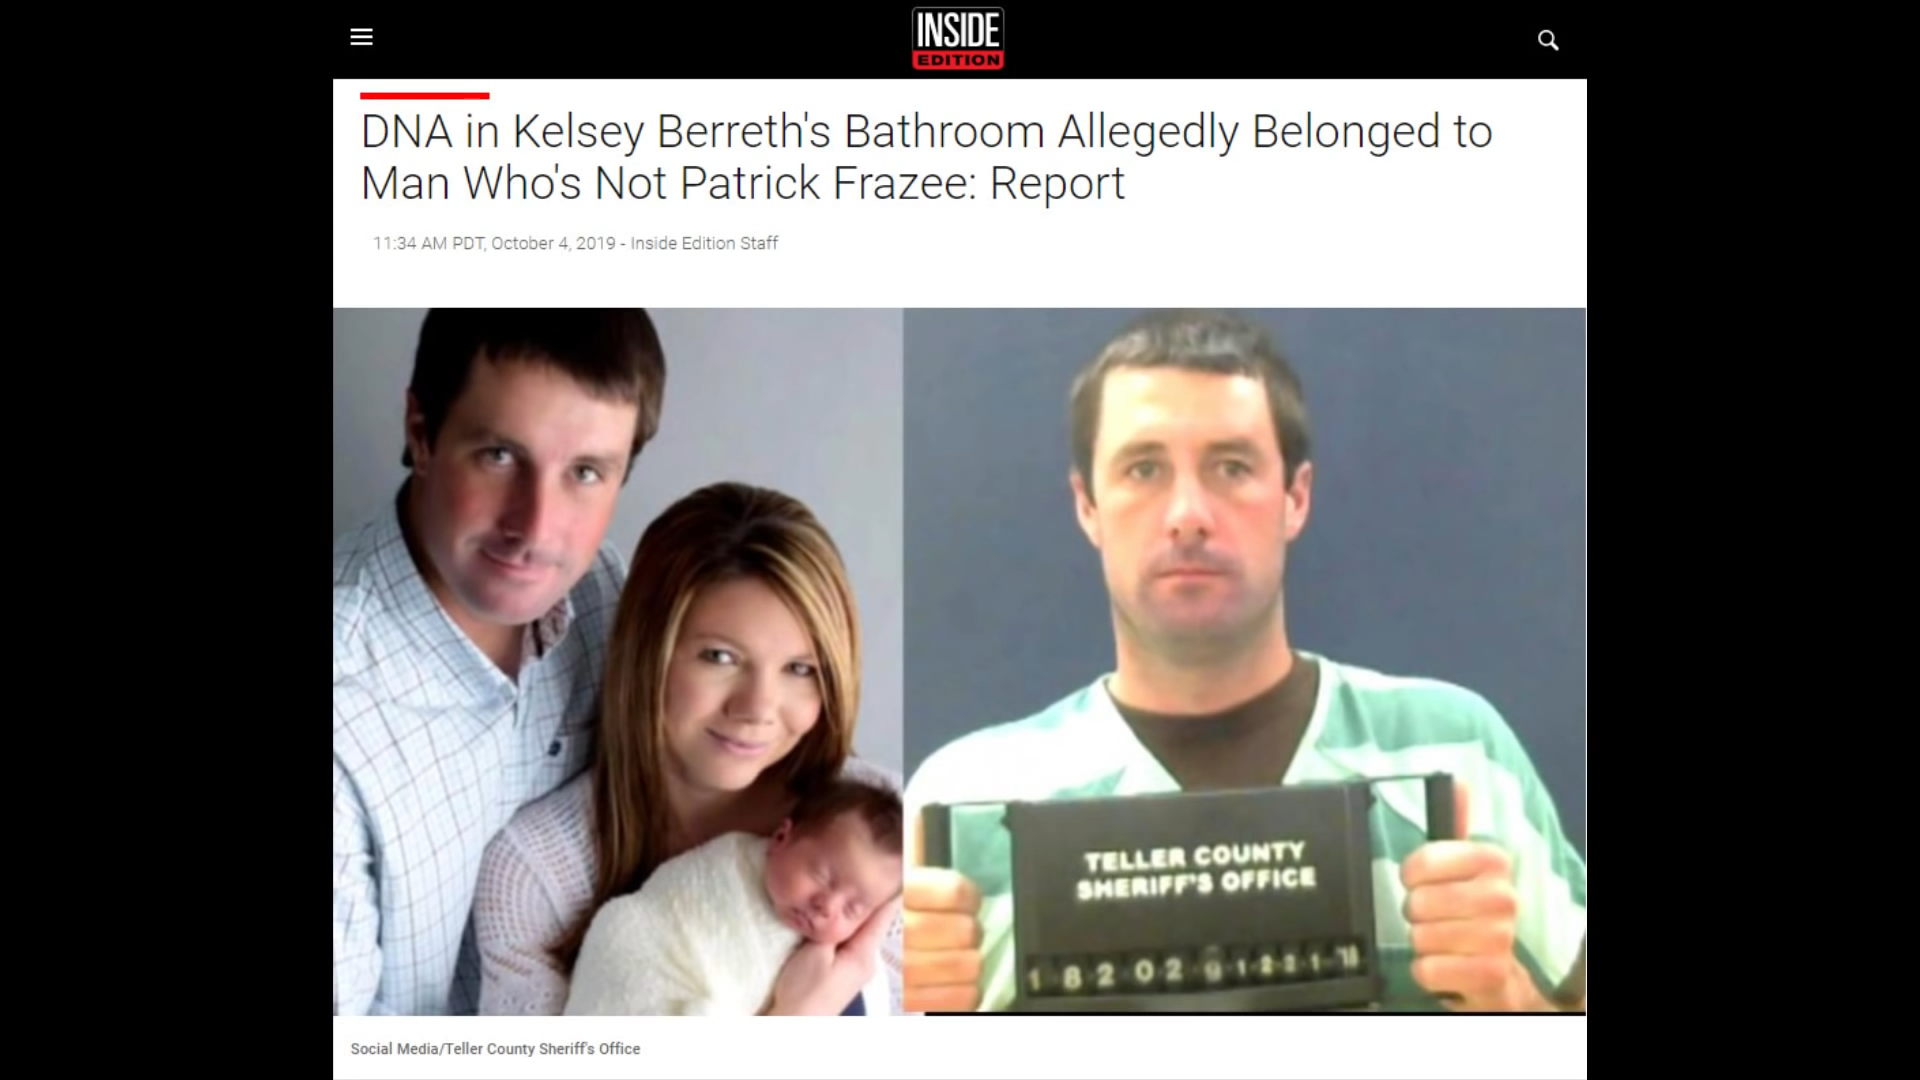 INSIDE
EDITION
DNA in Kelsey Berreth's Bathroom Allegedly Belonged to
Man Who's Not Patrick Frazee: Report
11:34 AM PDT, October 4, 2019 - Inside Edition Staff
TELLER COUNTY
SHERIFF'S OFFICE
Social Media/Teller County Sheriff's Office